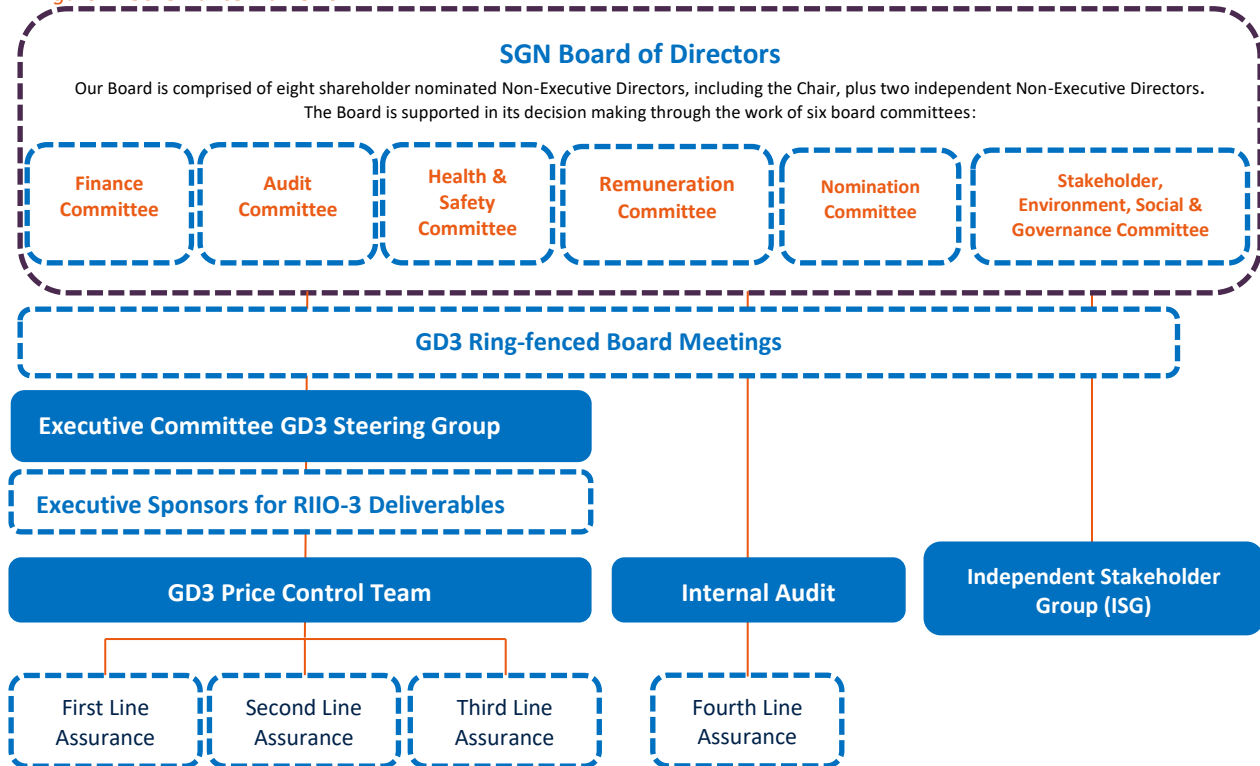 SGN Board of Directors
Our Board is comprised of eight shareholder nominated Non-Executive Directors, including the Chair, plus two independent Non-Executive Directors.
The Board is supported in its decision making through the work of six board committees:
Finance
Committee
Audit
Committee
Health &
Safety
Committee
Remuneration
Committee
Nomination
Committee
Stakeholder,
Environment, Social &
Governance Committee
GD3 Ring-fenced Board Meetings
Executive Committee GD3 Steering Group
Executive Sponsors for RIIO-3 Deliverables
GD3 Price Control Team
Internal Audit
Independent Stakeholder
Group (ISG)
First Line
Assurance
Second Line
Assurance
Third Line
Assurance
Fourth Line
Assurance